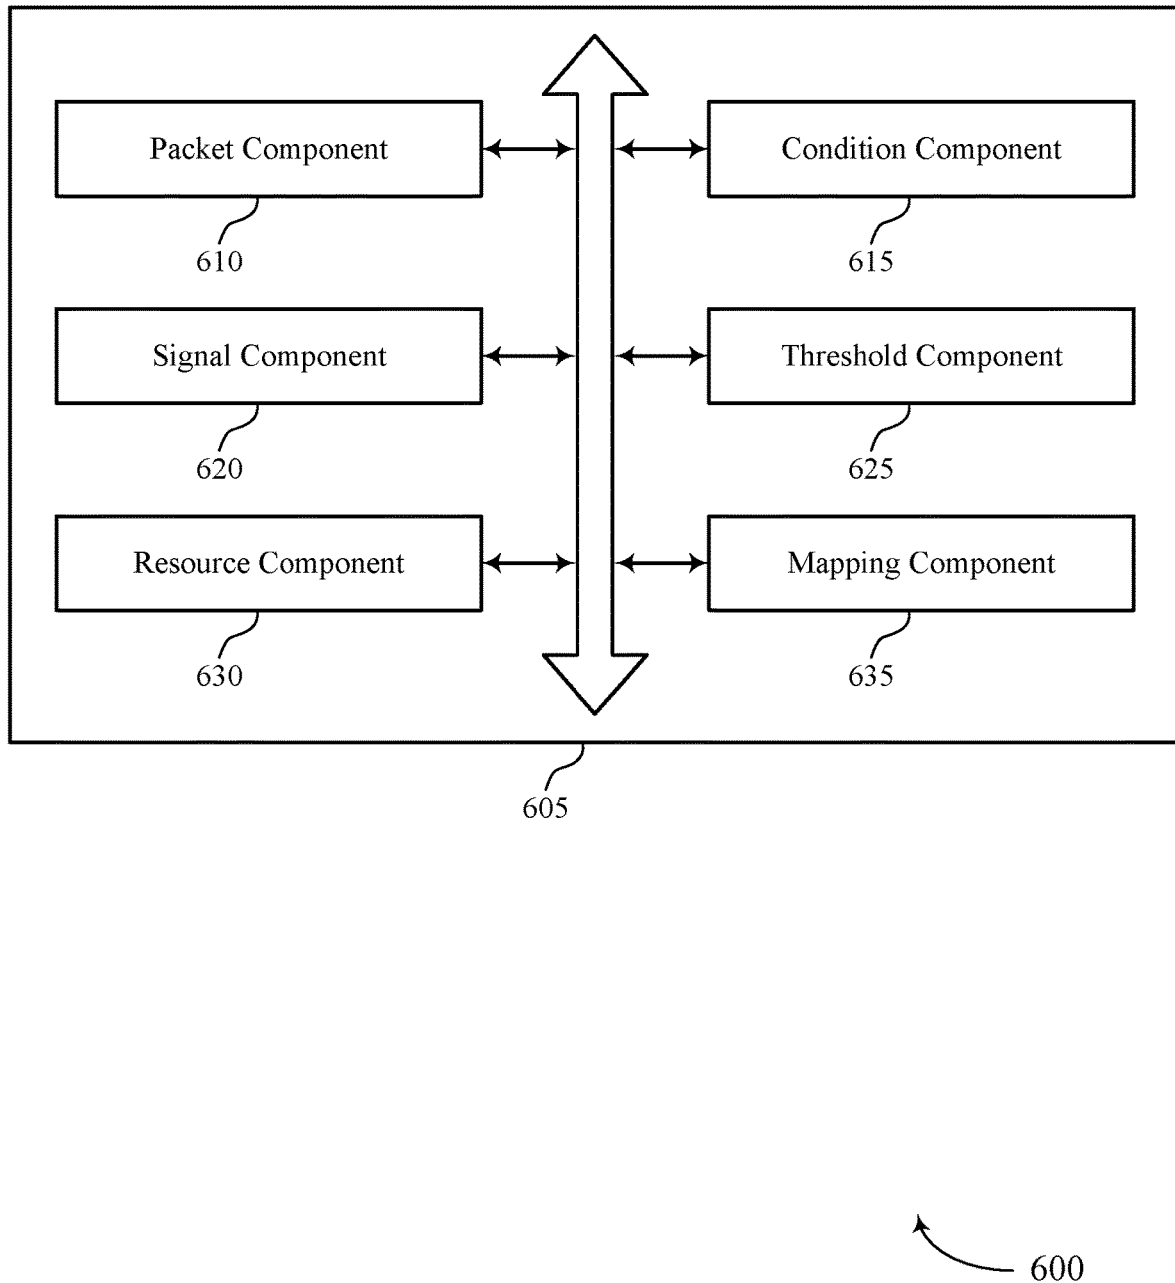 Packet Component
Condition Component
610
615
Signal Component
Threshold Component
620
625
Resource Component
Mapping Component
630
635
605
600